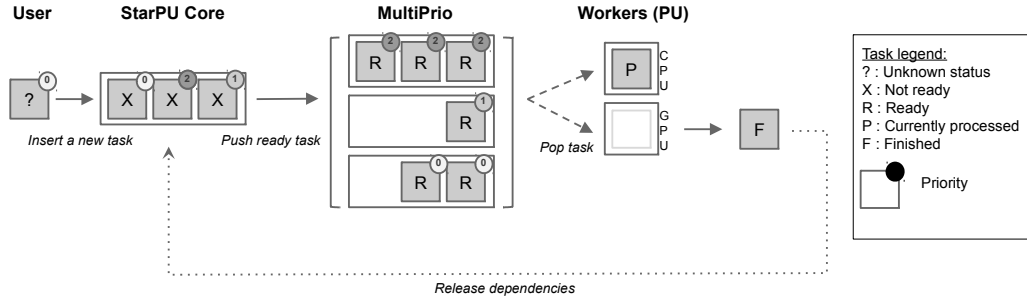 User
StarPU Core
MultiPrio
Workers (PU)
2 2 2
R R R
C
P
U
P
Task legend:
? : Unknown status
X : Not ready
R : Ready
P : Currently processed
F : Finished
Priority
0
?
0 2 1
X X X
1
R
G
P
U
F
Insert a new task
Push ready task
Pop task
0 0
R R
Release dependencies